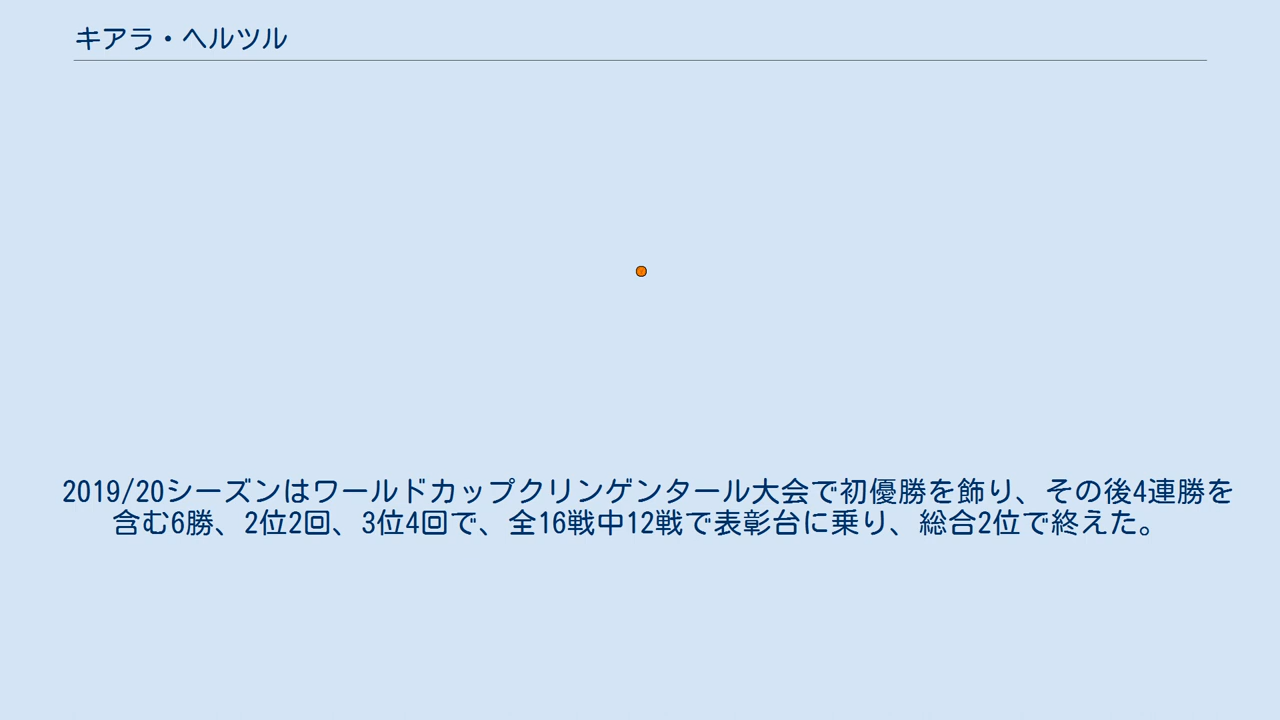 キアラ・ヘルツル
2019/20シーズンはワールドカップクリンゲンタール大会で初優勝を飾り、その後4連勝を
含む6勝、2位2回、3位4回で、全16戦中12戦で表彰台に乗り、総合2位で終えた。